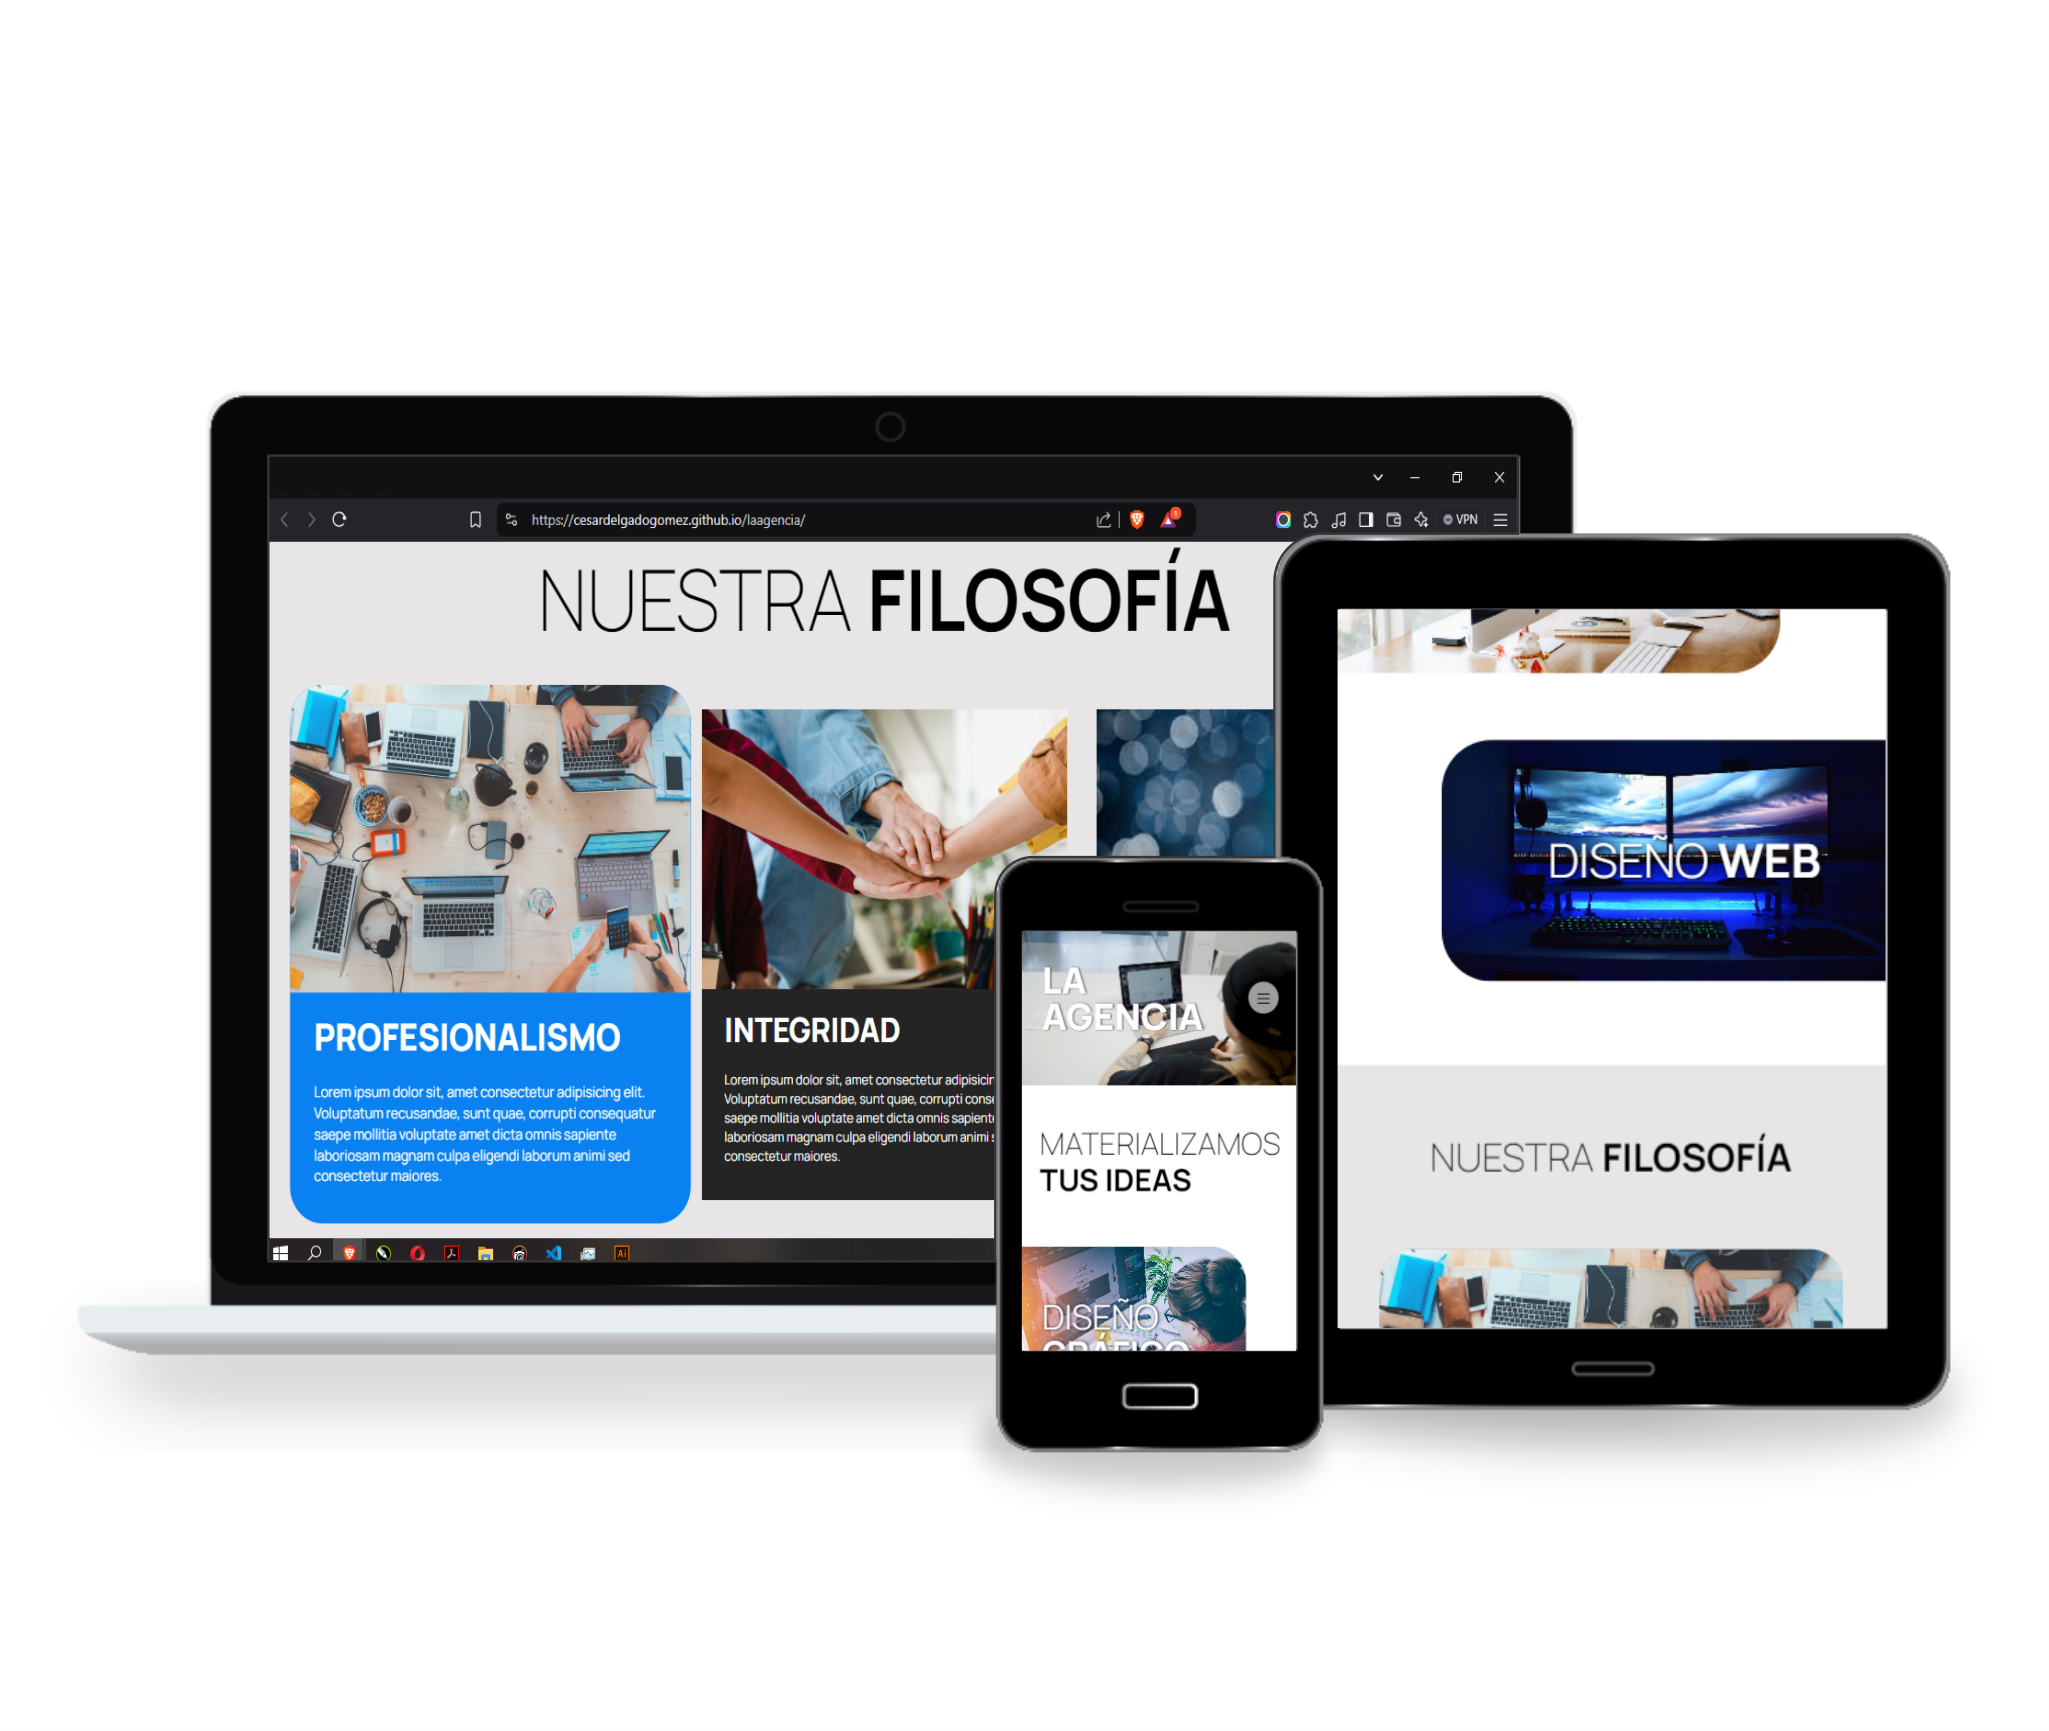 https://cesardelgadogomez.github.io/laagencia/
VPN
NUESTRA FILOSOFÍA
PROFESIONALISMO
Lorem ipsum dolor sit, amet consectetur adipisicing elit.
Voluptatum recusandae, sunt quae, corrupti consequatur
saepe mollitia voluptate amet dicta omnis sapiente
laboriosam magnam culpa eligendi laborum animi sed
consectetur maiores.
INTEGRIDAD
Lorem ipsum dolor sit, amet consectetur adipisicin
Voluptatum recusandae, sunt quae, corrupti conse
saepe mollitia voluptate amet dicta omnis sapient
laboriosam magnam culpa eligendi laborum animi s
consectetur maiores.
Ai
LA
AGENCIA
MATERIALIZAMOS
TUS IDEAS
DISEÑO
GRÁFICO
DISEÑO WEB
NUESTRA FILOSOFÍA